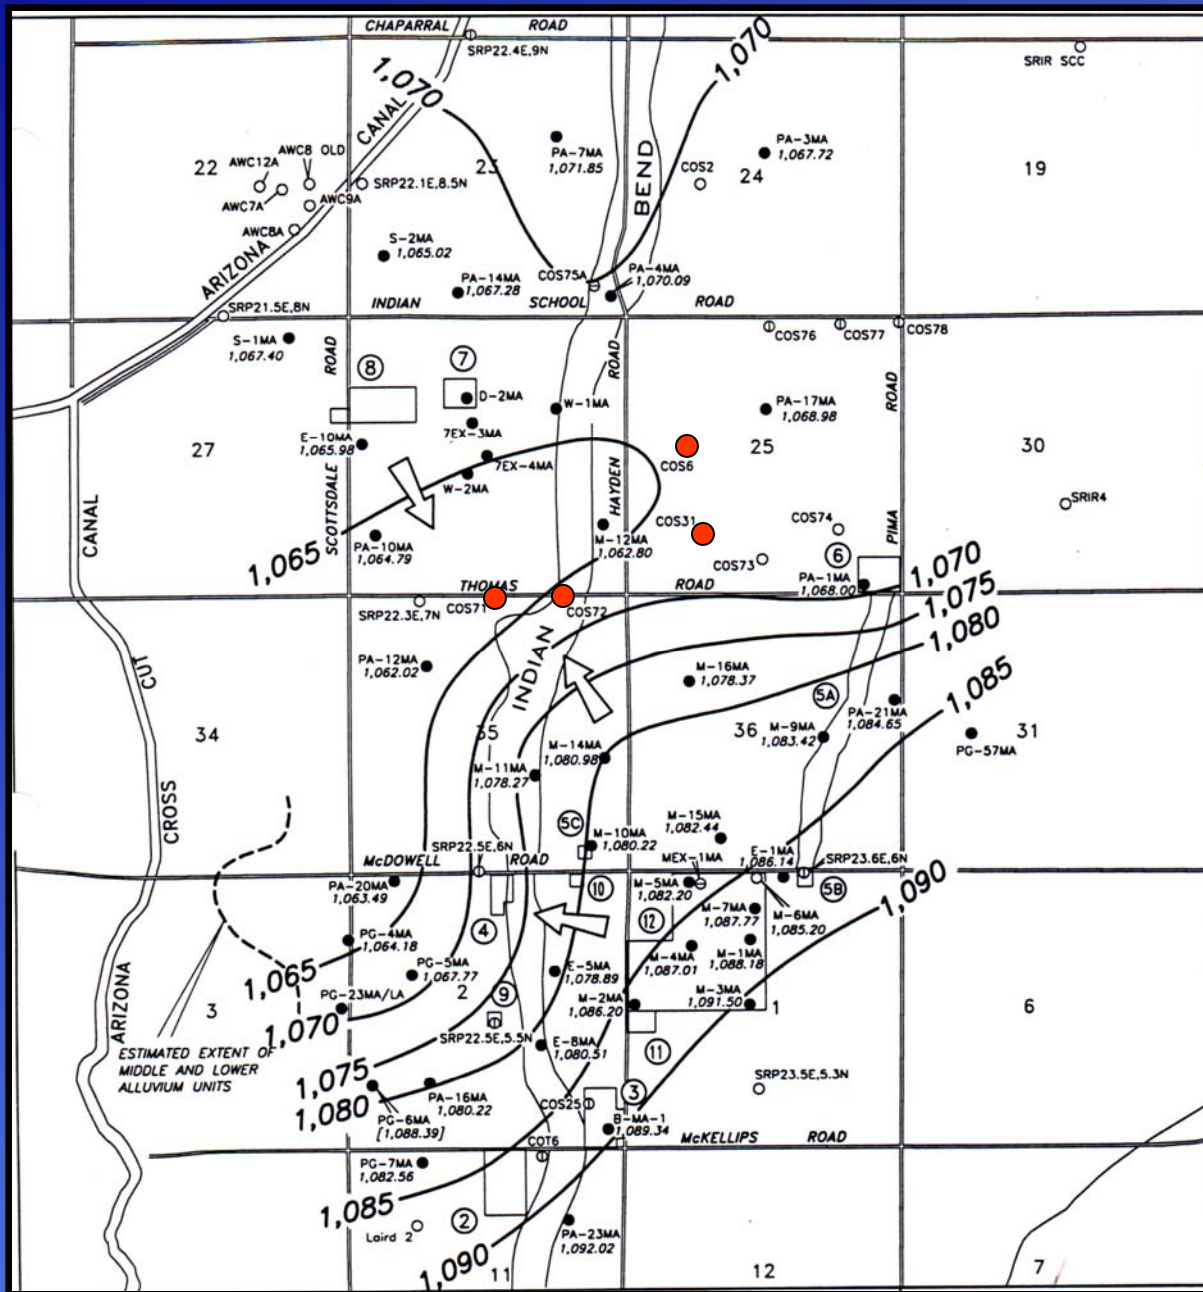 CHAPARRAL ROAD
SRP22.4E,9N
SRIR SCC
1,070
1,070
CANAL
BEND
22
23
24
19
AWC8 OLD
AWC12A
AWC7A
AWC9A
AWC8A
SRP22.1E,8.5N
PA-7MA
1,071.85
PA-3MA
1,067.72
COS2
S-2MA
1,065.02
ARIZONA
PA-14MA
1,067.28
COS75A
PA-4MA
1,070.09
INDIAN SCHOOL ROAD
SRP21.5E,8N
COS76
COS77
COS78
S-1MA
1,067.40
ROAD
ROAD
ROAD
8
7
D-2MA
W-1MA
PA-17MA
1,068.98
7EX-3MA
27
E-10MA
1,065.98
7EX-4MA
W-2MA
COS6
25
30
SCOTTSDALE
HAYDEN
PIMA
CANAL
SRIR4
COS31
COS74
M-12MA
1,062.80
PA-10MA
1,064.79
1,065
COS73
6
PA-1MA
1,068.00
1,070
THOMAS ROAD
1,075
SRP22.3E,7N
COS71
COS72
1,080
INDIAN
PA-12MA
1,062.02
M-16MA
1,078.37
CUT
1,085
5A
PA-21MA
1,084.65
34
35
36
31
M-9MA
1,083.42
PG-57MA
M-14MA
1,080.98
M-11MA
1,078.27
CROSS
5C
M-15MA
1,082.44
M-10MA
1,080.22
SRP22.5E,6N
McDOWELL ROAD
MEX-1MA
E-1MA
1,086.14
SRP23.6E,6N
5B
1,090
PA-20MA
1,063.49
10
M-5MA
1,082.20
M-7MA
1,087.77
M-6MA
1,085.20
4
12
PG-4MA
1,064.18
M-4MA
1,087.01
M-1MA
1,088.18
1,065
PG-5MA
1,067.77
2
E-5MA
1,078.89
M-3MA
1,091.50
M-2MA
1,086.20
PG-23MA/LA
9
3
1
6
ARIZONA
1,070
SRP22.5E,5.5N
E-8MA
1,080.51
11
ESTIMATED EXTENT OF
MIDDLE AND LOWER
ALLUVIUM UNITS
1,075
1,080
PA-16MA
1,080.22
COS25
3
SRP23.5E,5.3N
PG-6MA
[1,088.39]
B-MA-1
1,089.34
McKELLIPS ROAD
COT6
PG-7MA
1,082.56
1,085
2
Laird 2
PA-23MA
1,092.02
1,090
11
12
7